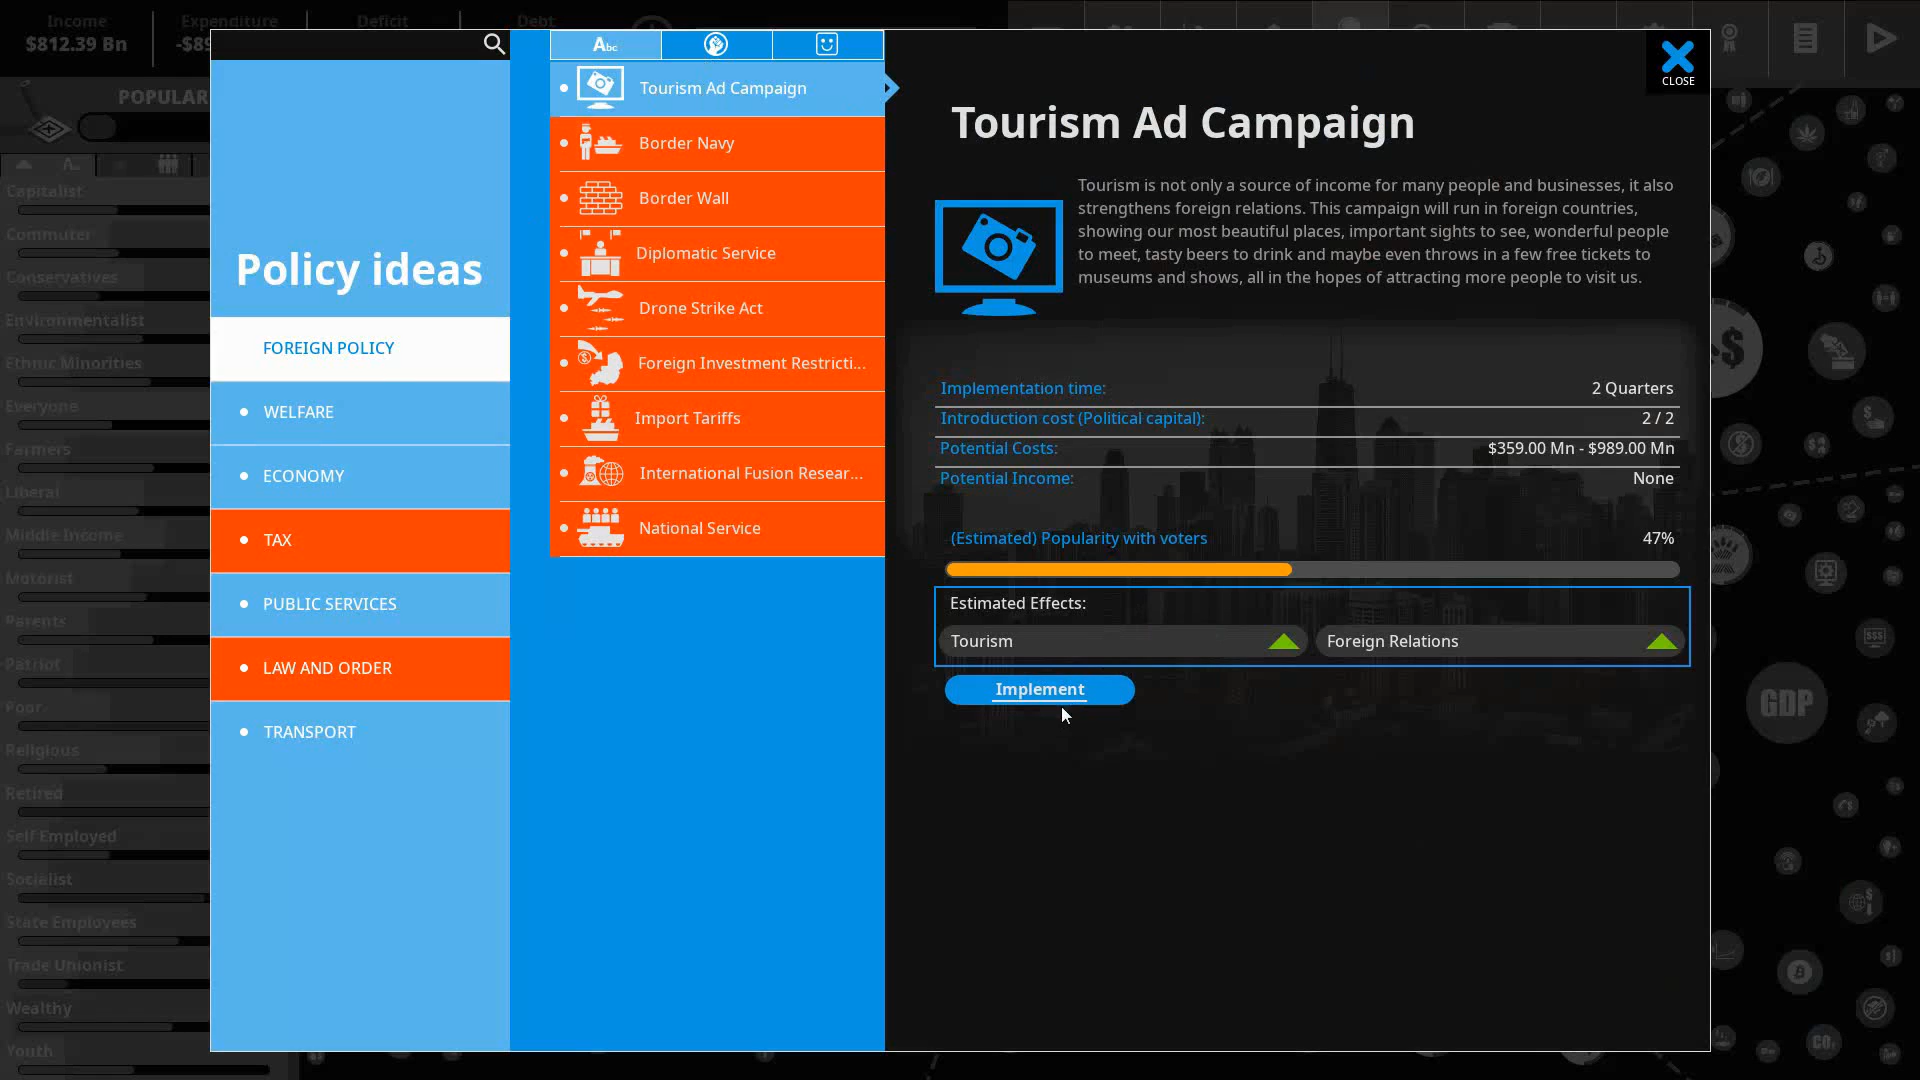 Income
Expenditure
Deficit
Debt
$812.39 Bn
Abc
CLOSE
POPULAR
Policy ideas
FOREIGN POLICY
WELFARE
ECONOMY
TAX
PUBLIC SERVICES
LAW AND ORDER
TRANSPORT
Tourism Ad Campaign
Border Navy
Border Wall
Diplomatic Service
Drone Strike Act
Foreign Investment Restricti...
Import Tariffs
International Fusion Resear...
National Service
Tourism Ad Campaign
Tourism is not only a source of income for many people and businesses, it also
strengthens foreign relations. This campaign will run in foreign countries,
showing our most beautiful places, important sights to see, wonderful people
to meet, tasty beers to drink and maybe even throws in a few free tickets to
museums and shows, all in the hopes of attracting more people to visit us.
Implementation time: 2 Quarters
Introduction cost (Political capital): 2 / 2
Potential Costs: $359.00 Mn - $989.00 Mn
Potential Income: None
(Estimated) Popularity with voters 47%
Estimated Effects:
Tourism
Foreign Relations
Implement
Capitalist
Commuter
Conservatives
Environmentalist
Ethnic Minorities
Everyone
Farmers
Liberal
Middle Income
Motorist
Parents
Patriot
Poor
Religious
Retired
Self Employed
Socialist
State Employees
Trade Unionist
Wealthy
Youth
GDP